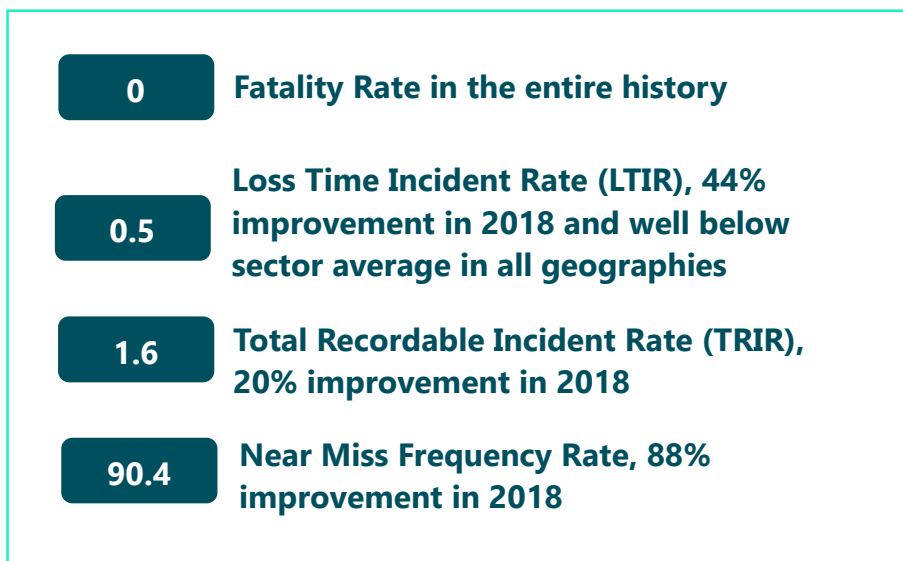 0
Fatality Rate in the entire history
0.5
Loss Time Incident Rate (LTIR), 44%
improvement in 2018 and well below
sector average in all geographies
1.6
Total Recordable Incident Rate (TRIR),
20% improvement in 2018
90.4
Near Miss Frequency Rate, 88%
improvement in 2018